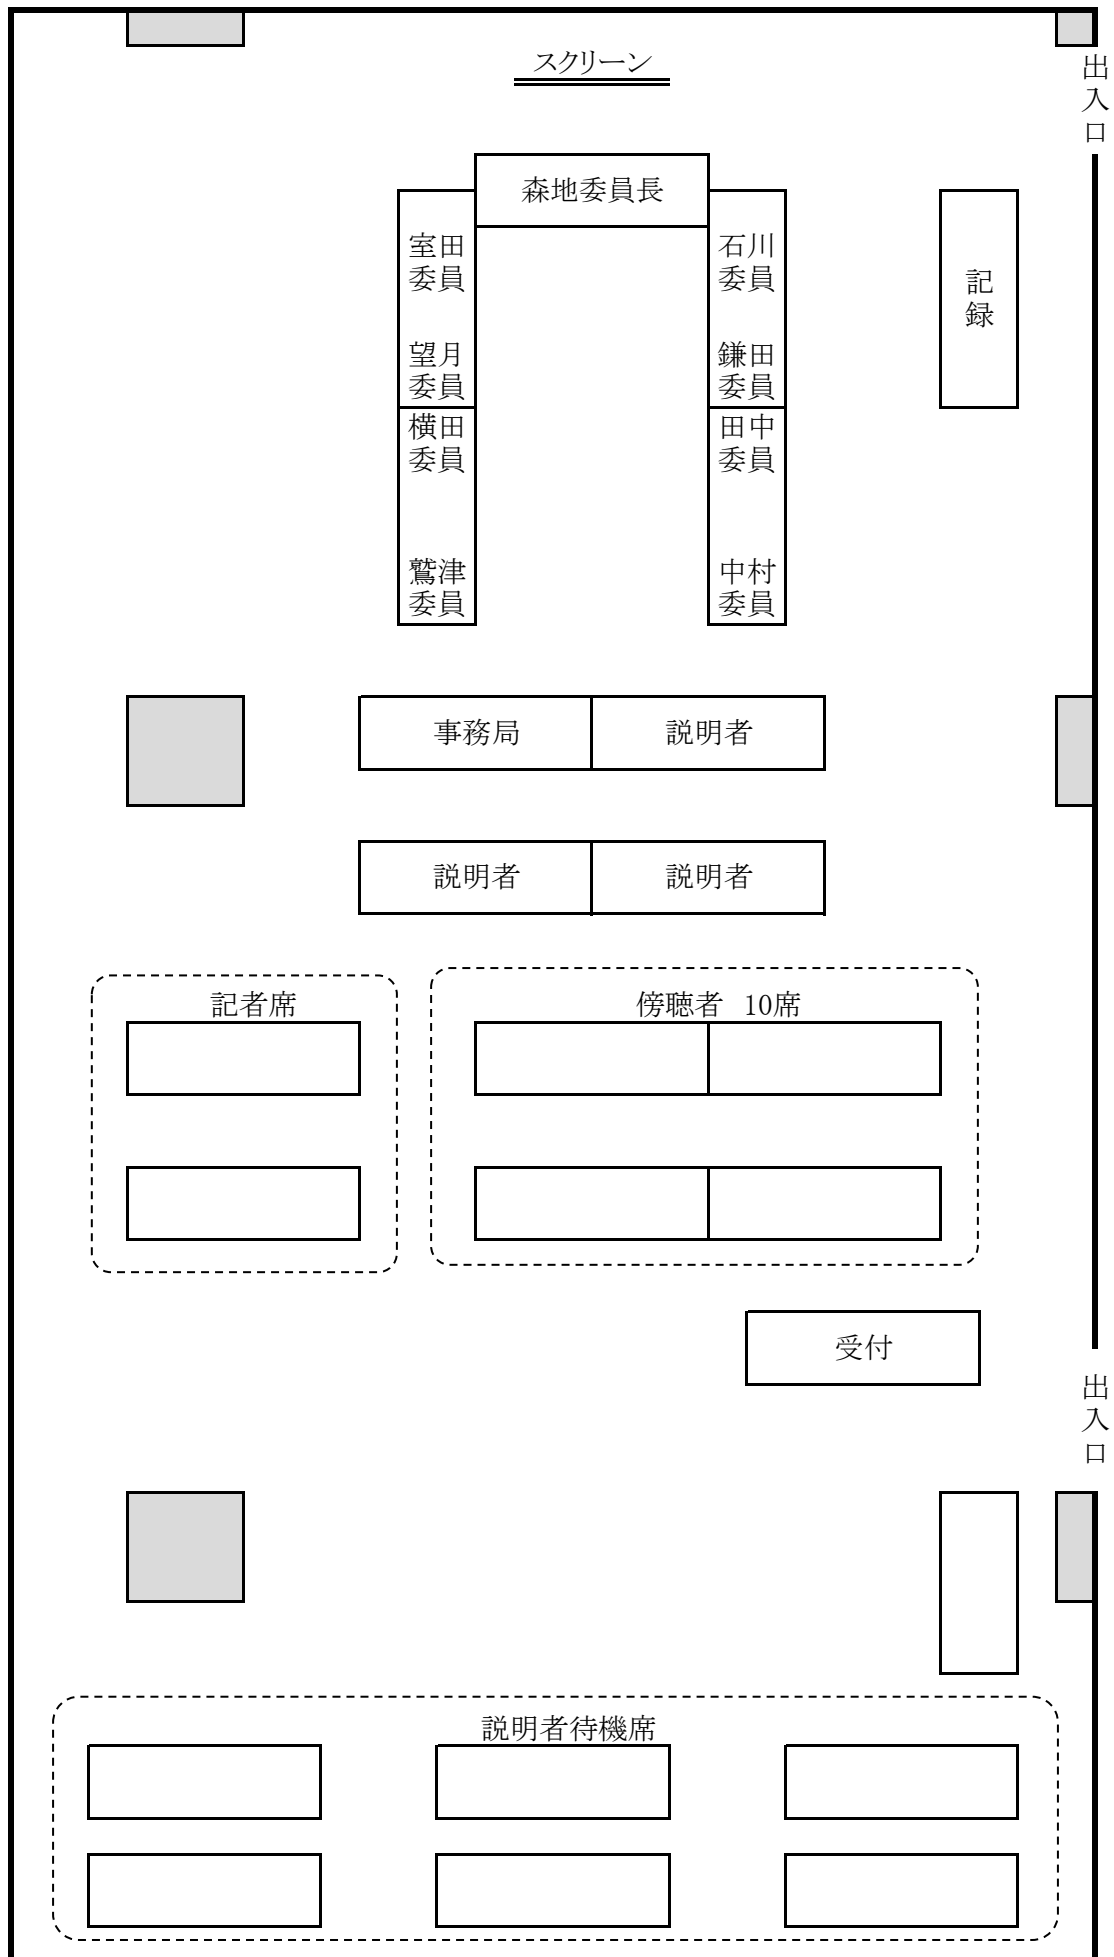 スクリーン
出入口
森地委員長
室田
委員
石川
委員
記録
望月
委員
鎌田
委員
横田
委員
田中
委員
鷲津
委員
中村
委員
事務局
説明者
説明者
説明者
記者席
傍聴者　10席
受付
出入口
説明者待機席